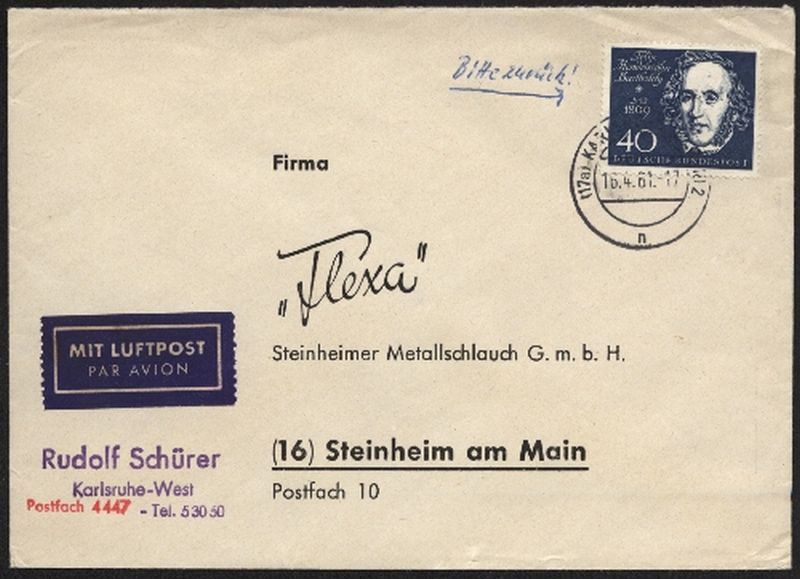 Bitte zurück!
Felix
Mendelssohn
Bartholdy
1809
40
DEUTSCHE BUNDESPOST
16.4.61.-17
n
Firma
„Flexa"
Steinheimer Metallschlauch G. m. b. H.
(16) Steinheim am Main
Postfach 10
MIT LUFTPOST
PAR AVION
Rudolf Schürer
Karlsruhe-West
Postfach 4447 - Tel. 53050